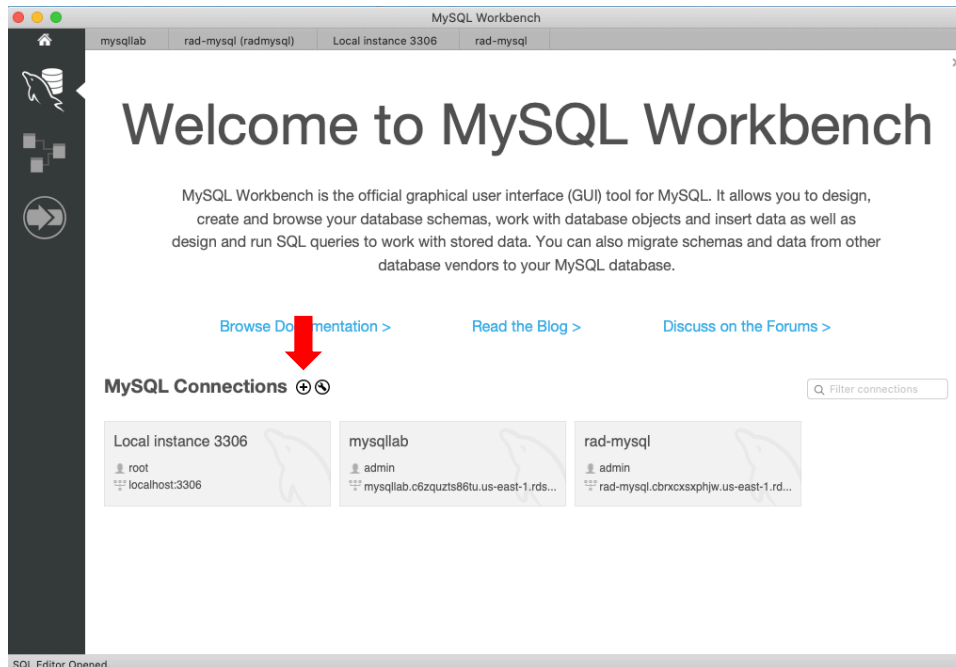 MySQL Workbench
mysqllab
rad-mysql (radmysql)
Local instance 3306
rad-mysql
Welcome to MySQL Workbench
MySQL Workbench is the official graphical user interface (GUI) tool for MySQL. It allows you to design,
create and browse your database schemas, work with database objects and insert data as well as
design and run SQL queries to work with stored data. You can also migrate schemas and data from other
database vendors to your MySQL database.
Browse Documentation >
Read the Blog >
Discuss on the Forums >
MySQL Connections
Filter connections
Local instance 3306
root
localhost:3306
mysqllab
admin
mysqllab.c6zquzts86tu.us-east-1.rds...
rad-mysql
admin
rad-mysql.cbrxcxsxphjw.us-east-1.rd...
SQL Editor Opened.